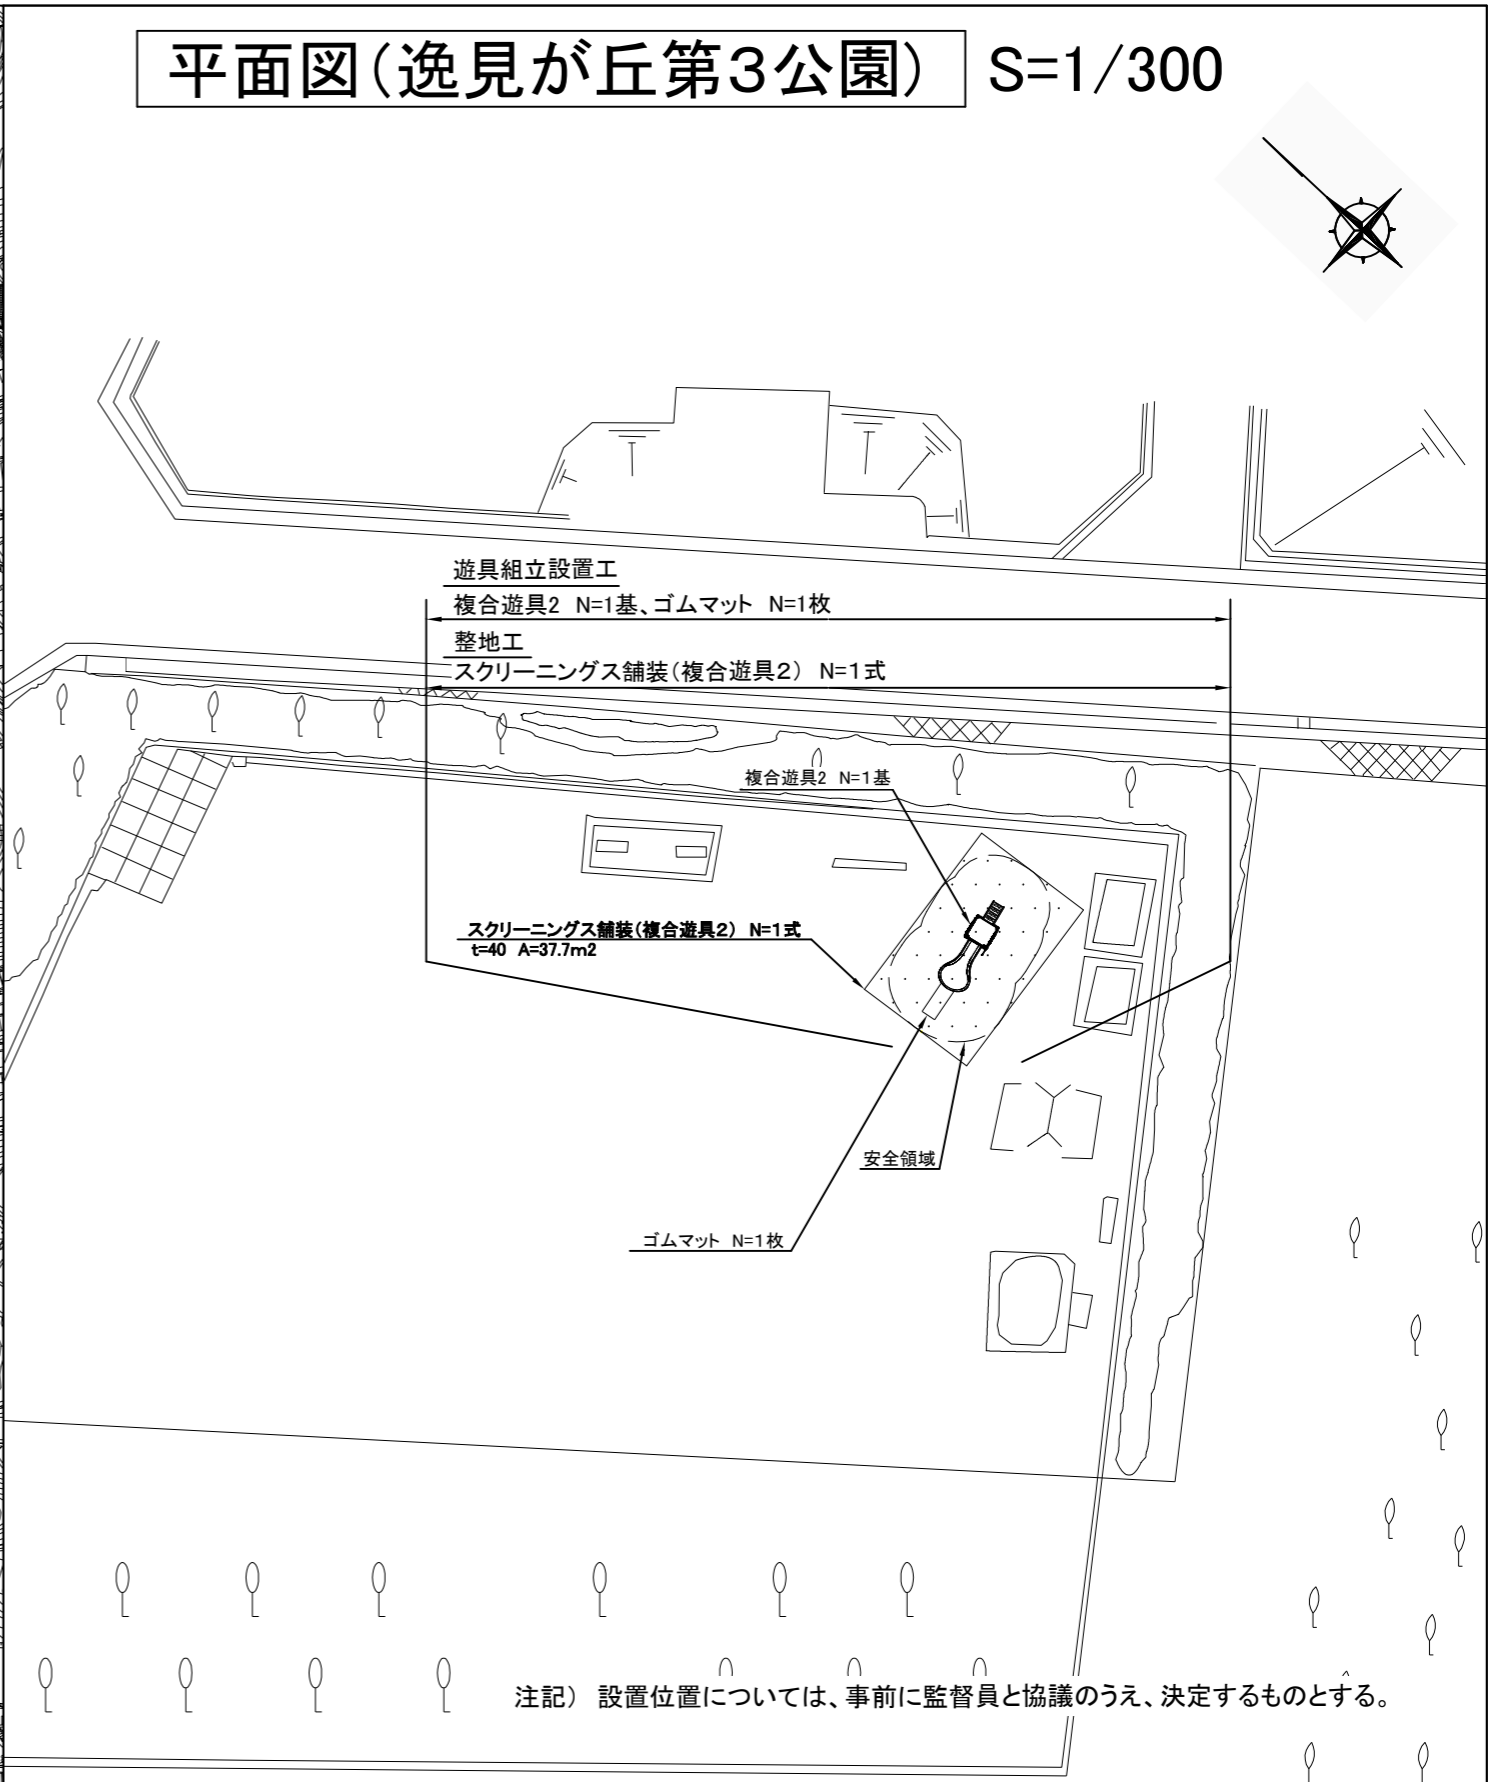 平面図（逸見が丘第３公園） S=1/300
遊具組立設置工
複合遊具2 N=1基、ゴムマット N=1枚
整地工
スクリーニングス舗装（複合遊具２） N=１式
複合遊具2 N=1基
スクリーニングス舗装（複合遊具２） N=１式
t=40 A=37.7m2
安全領域
ゴムマット N=1枚
注記） 設置位置については、事前に監督員と協議のうえ、決定するものとする。